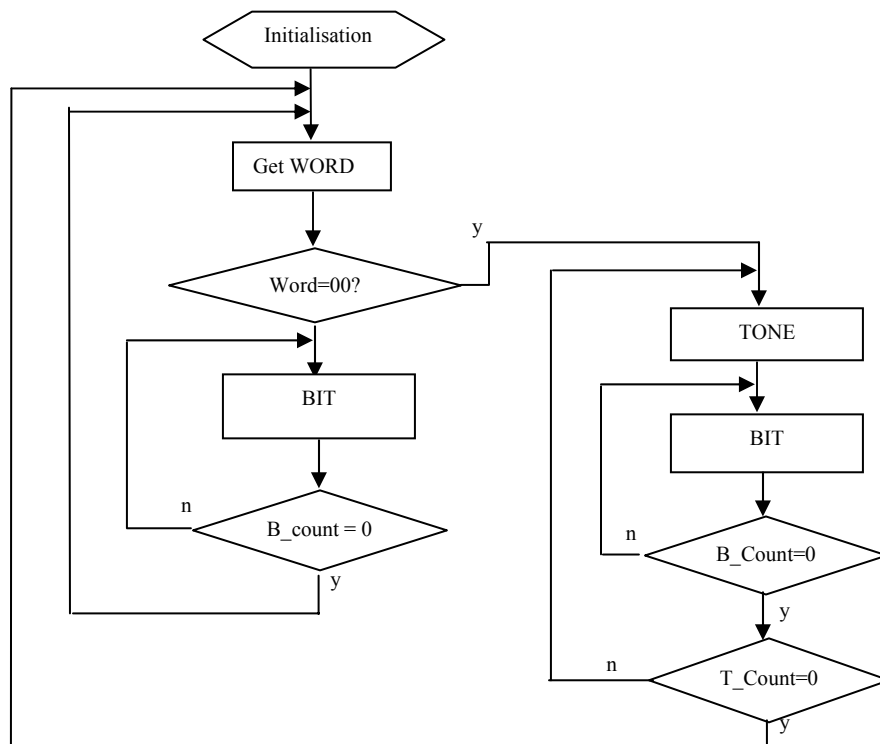 Initialisation
Get WORD
y
Word=00?
TONE
BIT
BIT
n
B_count = 0
n
B_Count=0
y
y
n
T_Count=0
y